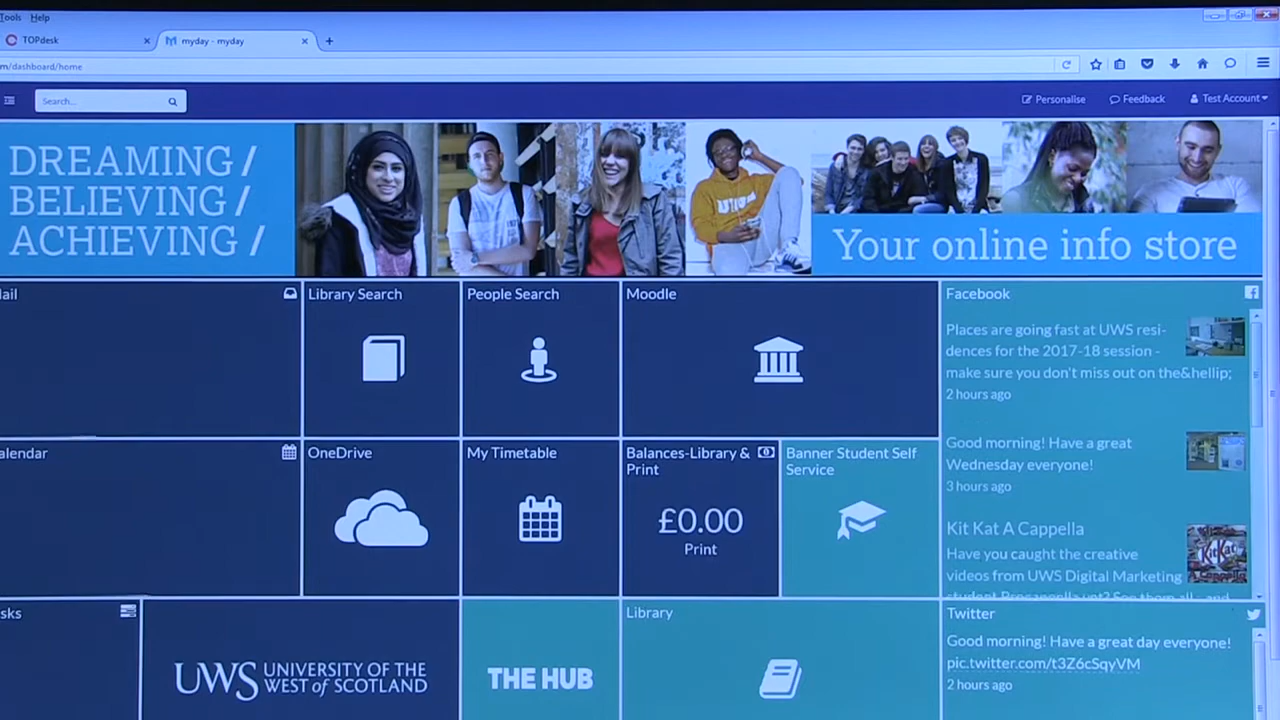 Tools Help
TOPdesk
myday - myday
m/dashboard/home
Search...
Personalise
Feedback
Test Account
DREAMING /
BELIEVING /
ACHIEVING /
Your online info store
ail
Library Search
People Search
Moodle
Facebook
Places are going fast at UWS resi-
dences for the 2017-18 session -
make sure you don't miss out on the&hellip;
2 hours ago
Good morning! Have a great
Wednesday everyone!
3 hours ago
Kit Kat A Cappella
Have you caught the creative
videos from UWS Digital Marketing
KitKat
A Cappella
alendar
OneDrive
My Timetable
Balances-Library &
Print
£0.00
Print
Banner Student Self
Service
sks
UWS UNIVERSITY OF THE
WEST of SCOTLAND
THE HUB
Library
Twitter
Good morning! Have a great day everyone!
pic.twitter.com/t3Z6cSqyVM
2 hours ago